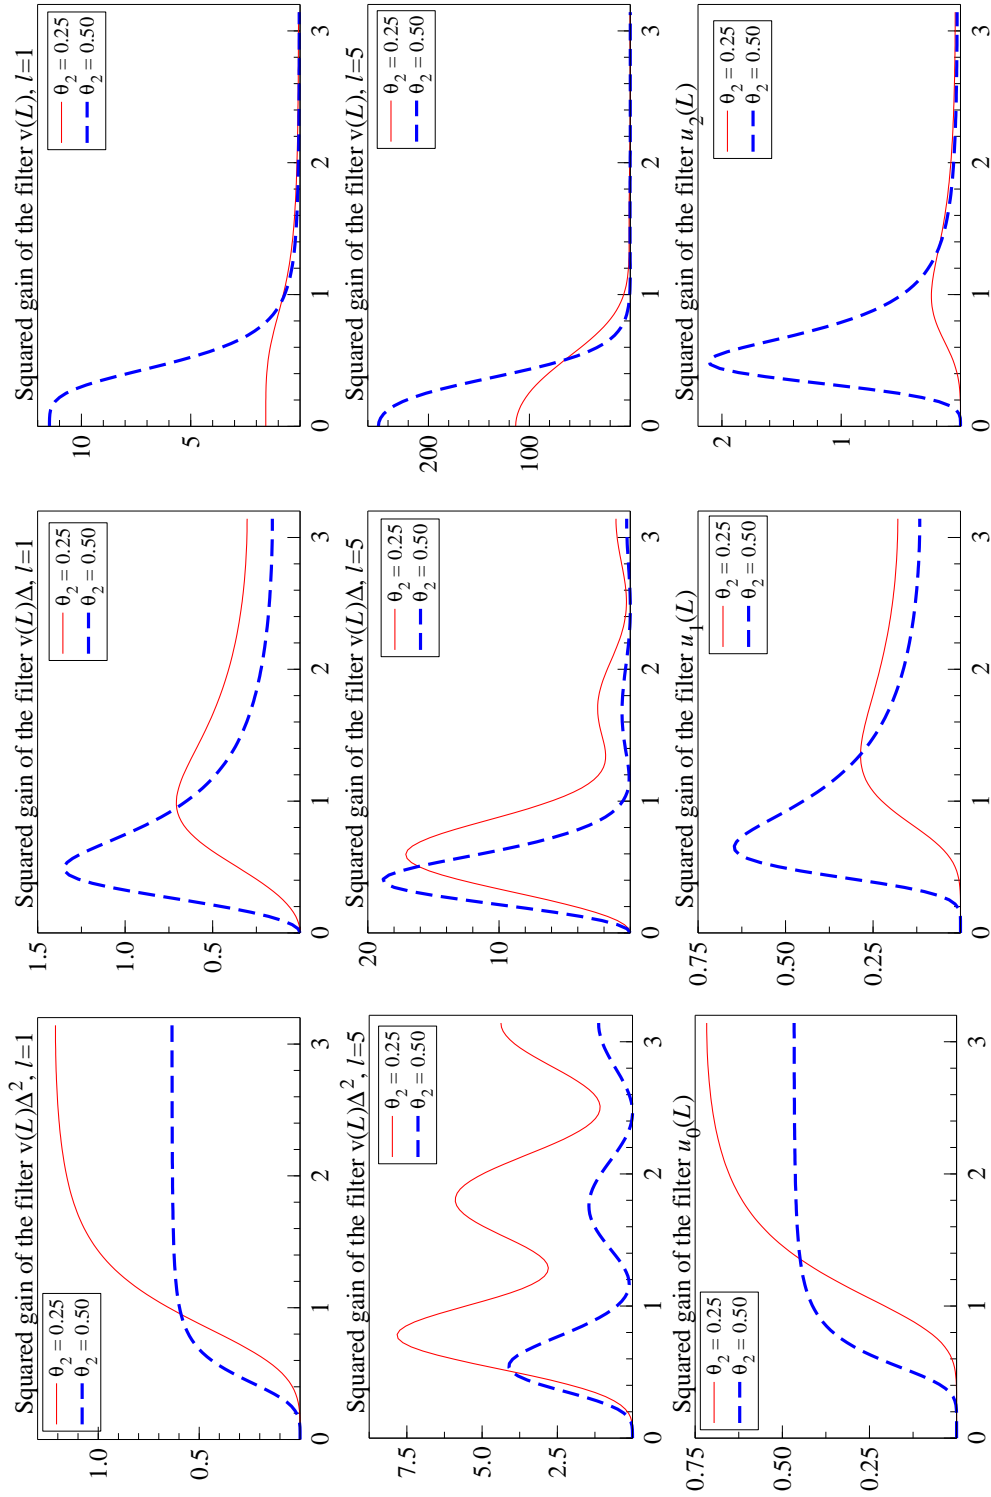 Squared gain of the filter v(L)Δ², l=1
θ₂ = 0.25
θ₂ = 0.50
1.0
0.5
0 1 2 3
Squared gain of the filter v(L)Δ, l=1
θ₂ = 0.25
θ₂ = 0.50
1.5
1.0
0.5
0 1 2 3
Squared gain of the filter v(L), l=1
θ₂ = 0.25
θ₂ = 0.50
10
5
0 1 2 3
Squared gain of the filter v(L)Δ², l=5
θ₂ = 0.25
θ₂ = 0.50
7.5
5.0
2.5
0 1 2 3
Squared gain of the filter v(L)Δ, l=5
θ₂ = 0.25
θ₂ = 0.50
20
10
0 1 2 3
Squared gain of the filter v(L), l=5
θ₂ = 0.25
θ₂ = 0.50
200
100
0 1 2 3
Squared gain of the filter u₀(L)
θ₂ = 0.25
θ₂ = 0.50
0.75
0.50
0.25
0 1 2 3
Squared gain of the filter u₁(L)
θ₂ = 0.25
θ₂ = 0.50
0.75
0.50
0.25
0 1 2 3
Squared gain of the filter u₂(L)
θ₂ = 0.25
θ₂ = 0.50
2
1
0 1 2 3